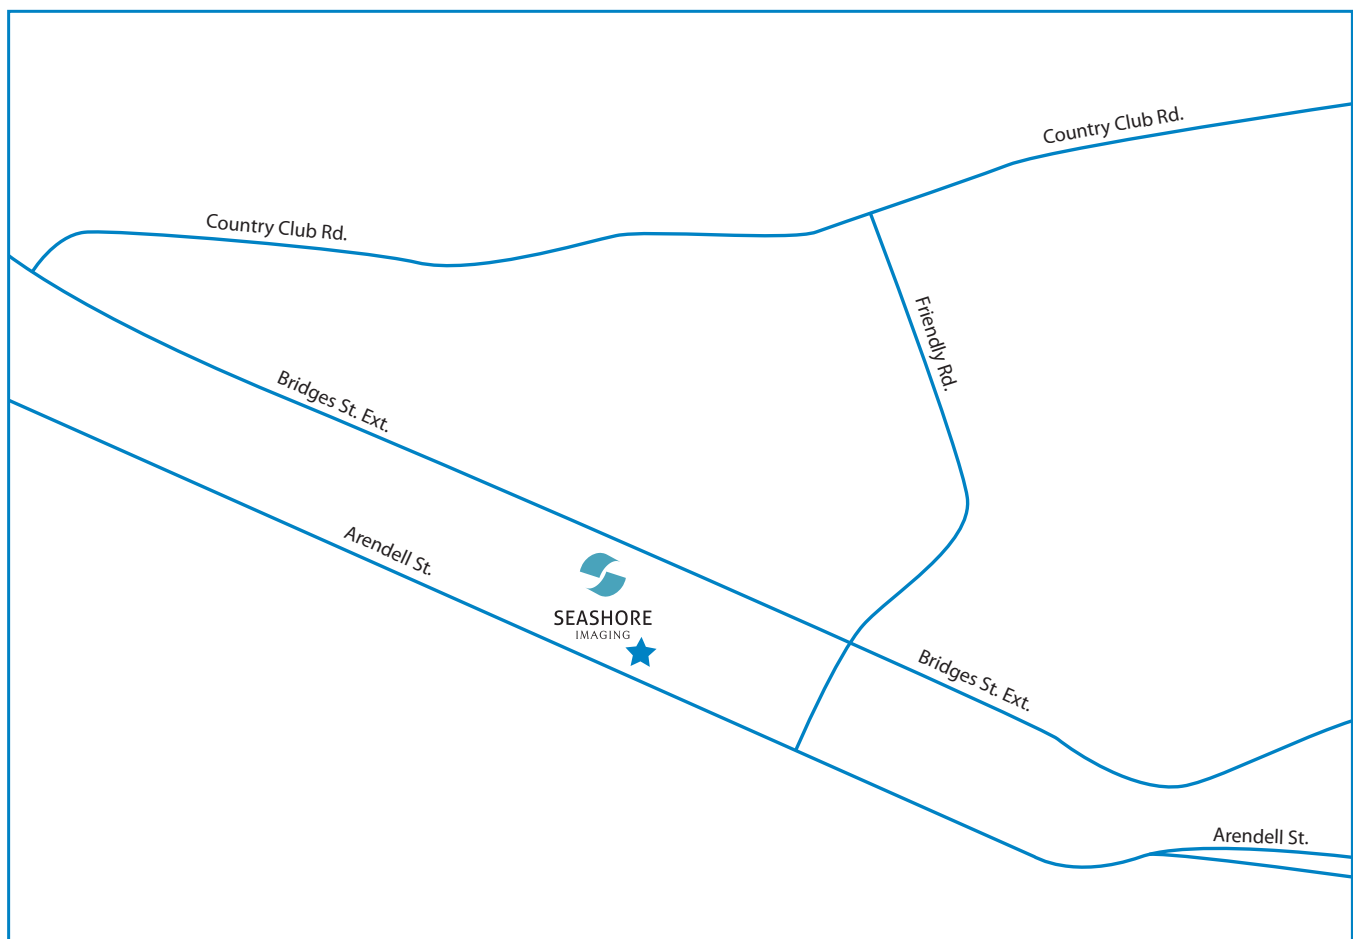 Country Club Rd.
Country Club Rd.
Friendly Rd.
Bridges St. Ext.
Arendell St.
SEASHORE
IMAGING
Bridges St. Ext.
Arendell St.